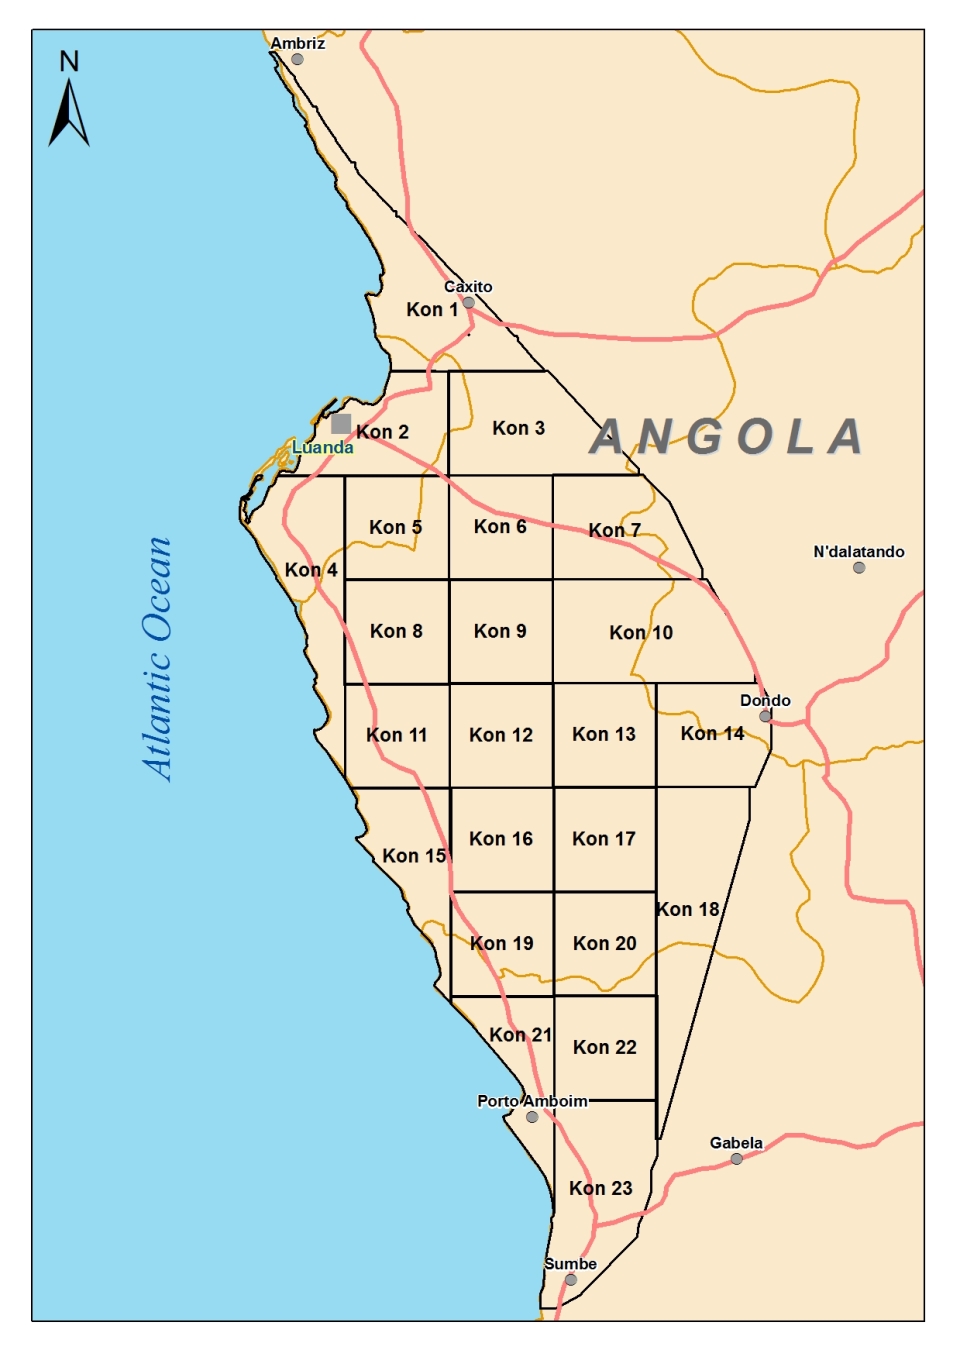 Ambriz
N
Caxito
Kon 1
Kon 2
Kon 3
ANGOLA
Luanda
Kon 5
Kon 6
Kon 7
N'dalatando
Kon 4
Atlantic Ocean
Kon 8
Kon 9
Kon 10
Dondo
Kon 11
Kon 12
Kon 13
Kon 14
Kon 15
Kon 16
Kon 17
Kon 18
Kon 19
Kon 20
Kon 21
Kon 22
Porto Amboim
Gabela
Kon 23
Sumbe